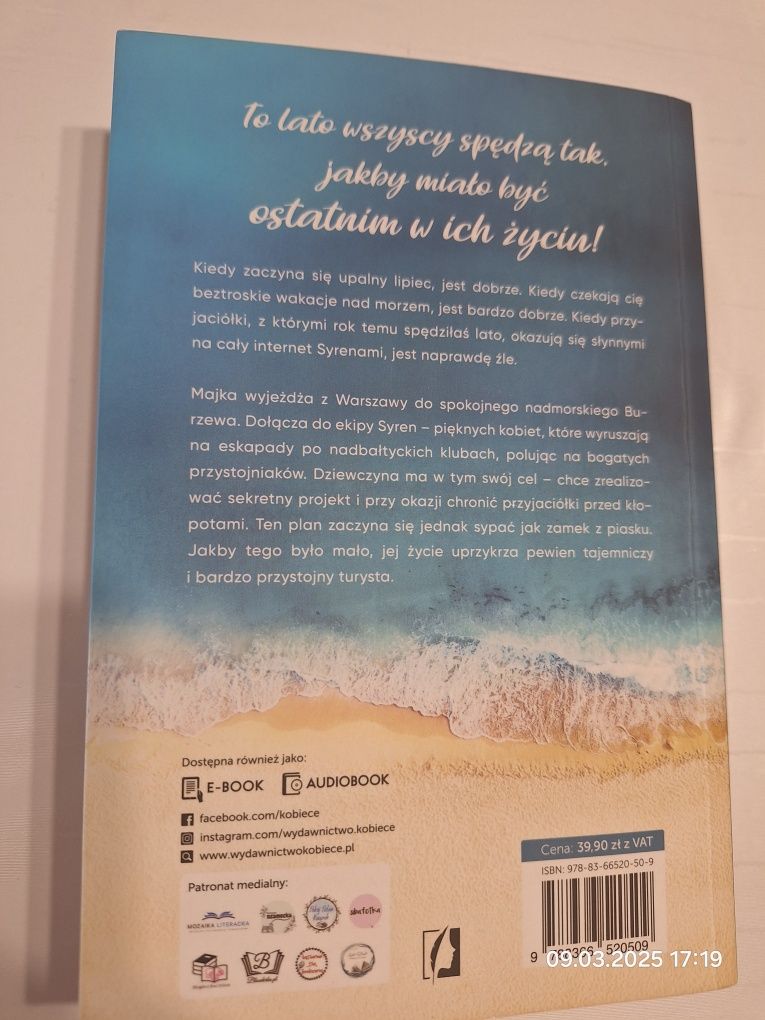 To lato wszyscy spędzą tak,
jakby miało być
ostatnim w ich życiu!
Kiedy zaczyna się upalny lipiec, jest dobrze. Kiedy czekają cię
beztroskie wakacje nad morzem, jest bardzo dobrze. Kiedy przy-
jaciółki, z którymi rok temu spędziłaś lato, okazują się słynnymi
na cały internet Syrenami, jest naprawdę źle.
Majka wyjeżdża z Warszawy do spokojnego nadmorskiego Bu-
rzewa. Dołącza do ekipy Syren – pięknych kobiet, które wyruszają
na eskapady po nadbałtyckich klubach, polując na bogatych
przystojniaków. Dziewczyna ma w tym swój cel – chce zrealizo-
wać sekretny projekt i przy okazji chronić przyjaciółki przed kło-
potami. Ten plan zaczyna się jednak sypać jak zamek z piasku.
Jakby tego było mało, jej życie uprzykrza pewien tajemniczy
i bardzo przystojny turysta.
Dostępna również jako:
E-BOOK AUDIOBOOK
facebook.com/kobiece
instagram.com/wydawnictwo.kobiece
www.wydawnictwokobiece.pl
Patronat medialny:
MOZAIKA LITERACKA
Cena: 39,90 zł z VAT
ISBN: 978-83-66520-50-9
9 788366 520509
09.03.2025 17:19